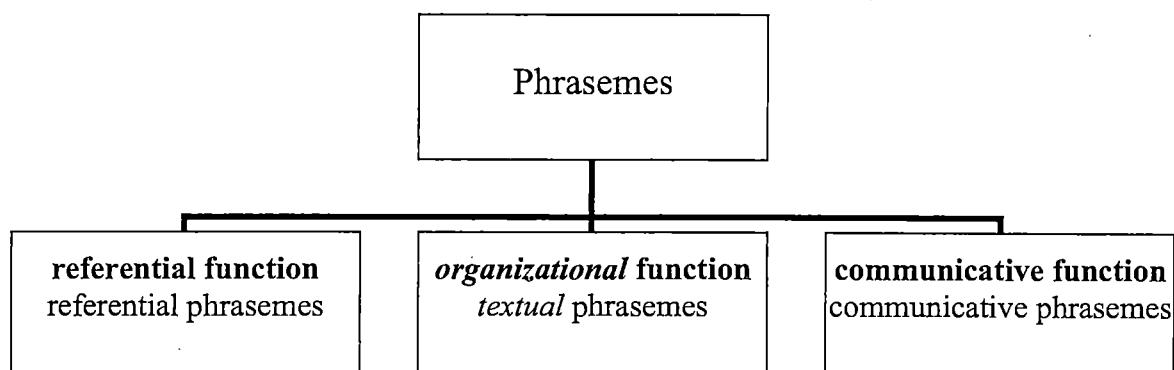 Phrasemes
referential function
referential phrasemes
organizational function
textual phrasemes
communicative function
communicative phrasemes